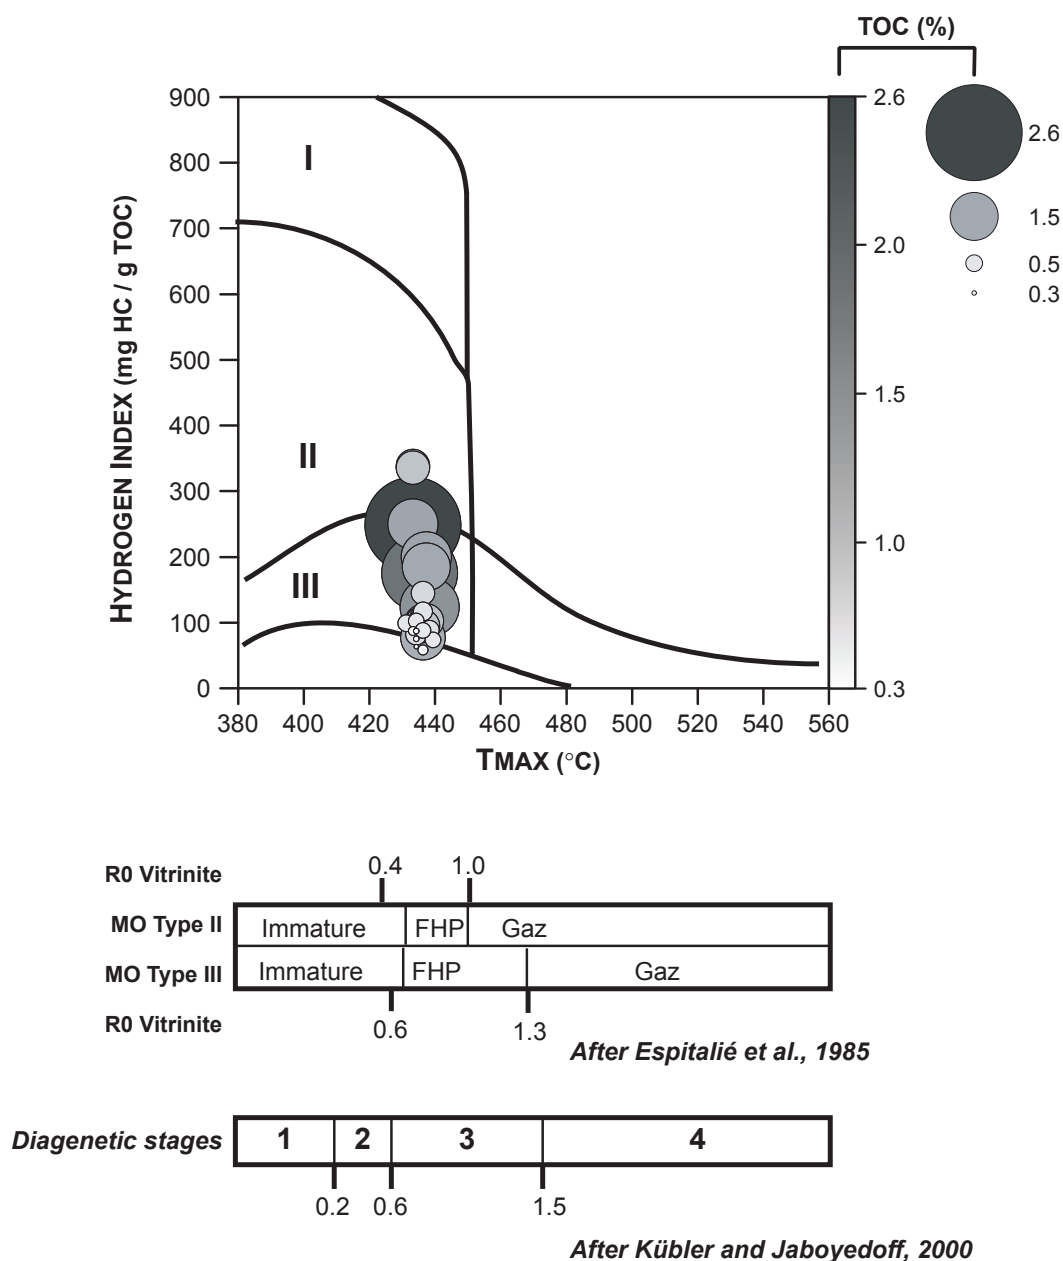 TOC (%)
900
800
700
600
500
400
300
200
100
0
HYDROGEN INDEX (mg HC / g TOC)
I
II
III
380 400 420 440 460 480 500 520 540 560
TMAX (°C)
2.6
2.0
1.5
1.0
0.3
2.6
1.5
0.5
0.3
R0 Vitrinite 0.4 1.0
MO Type II Immature FHP Gaz
MO Type III Immature FHP Gaz
R0 Vitrinite 0.6 1.3
After Espitalié et al., 1985
Diagenetic stages 1 2 3 4
0.2 0.6 1.5
After Kübler and Jaboyedoff, 2000